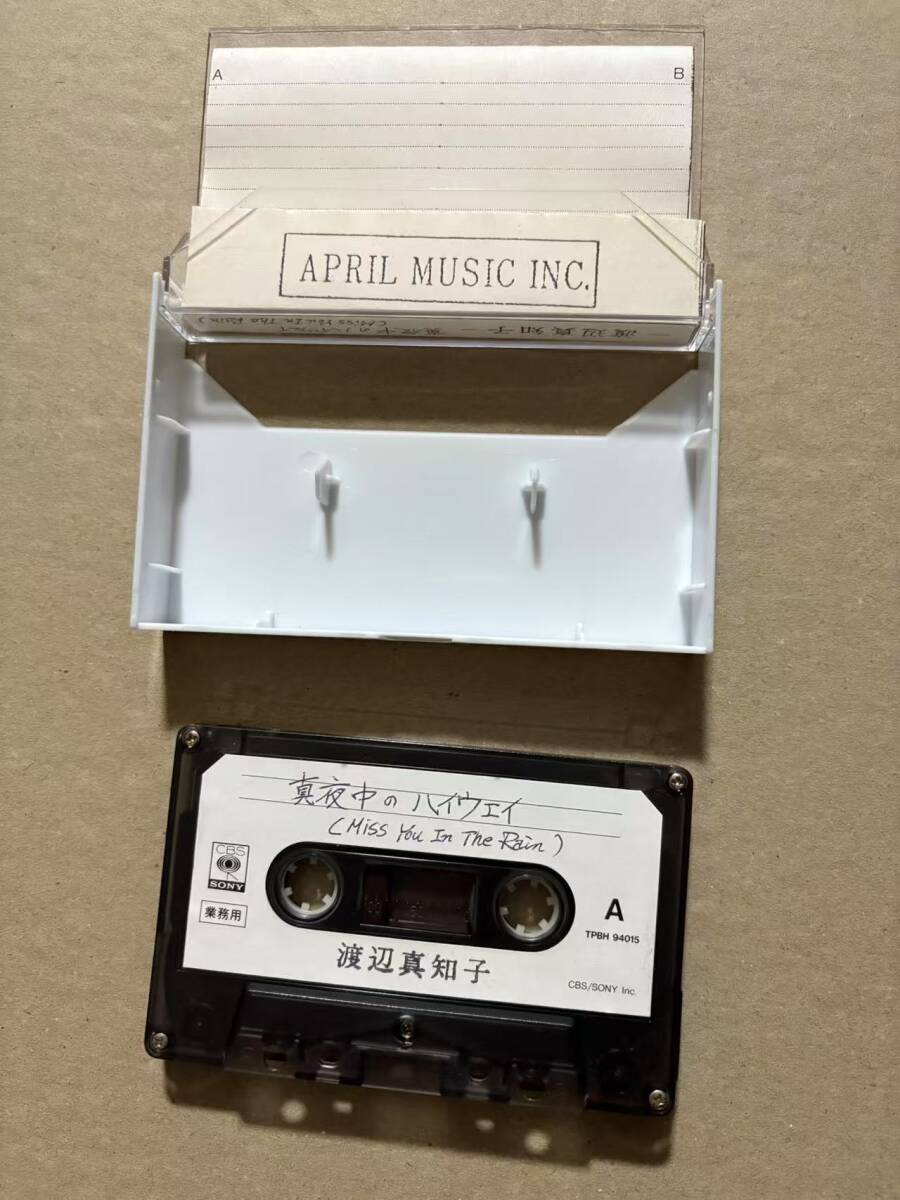 A B
APRIL MUSIC INC.
渡辺真知子 真夜中のハイウェイ
(Miss You In The Rain)
真夜中の ハイウェイ
(Miss You In The Rain)
CBS
SONY
業務用
A
TPBH 94015
渡辺真知子
CBS/SONY Inc.